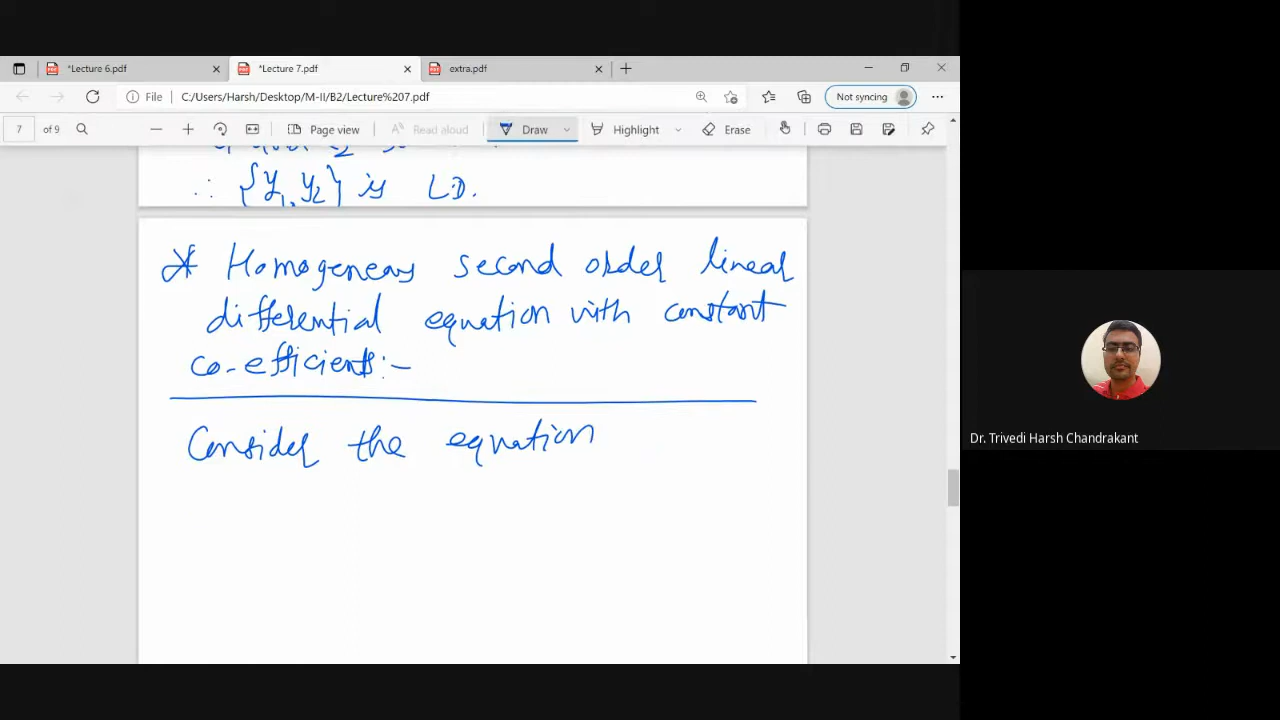 *Lecture 6.pdf
*Lecture 7.pdf
extra.pdf
File C:/Users/Harsh/Desktop/M-II/B2/Lecture%207.pdf
Not syncing
7 of 9
Page view
Read aloud
Draw
Highlight
Erase
∴ {y₁, y₂} is L.D.
* Homogeneous second order linear
differential equation with constant
co-efficients:-
Consider the equation
Dr. Trivedi Harsh Chandrakant